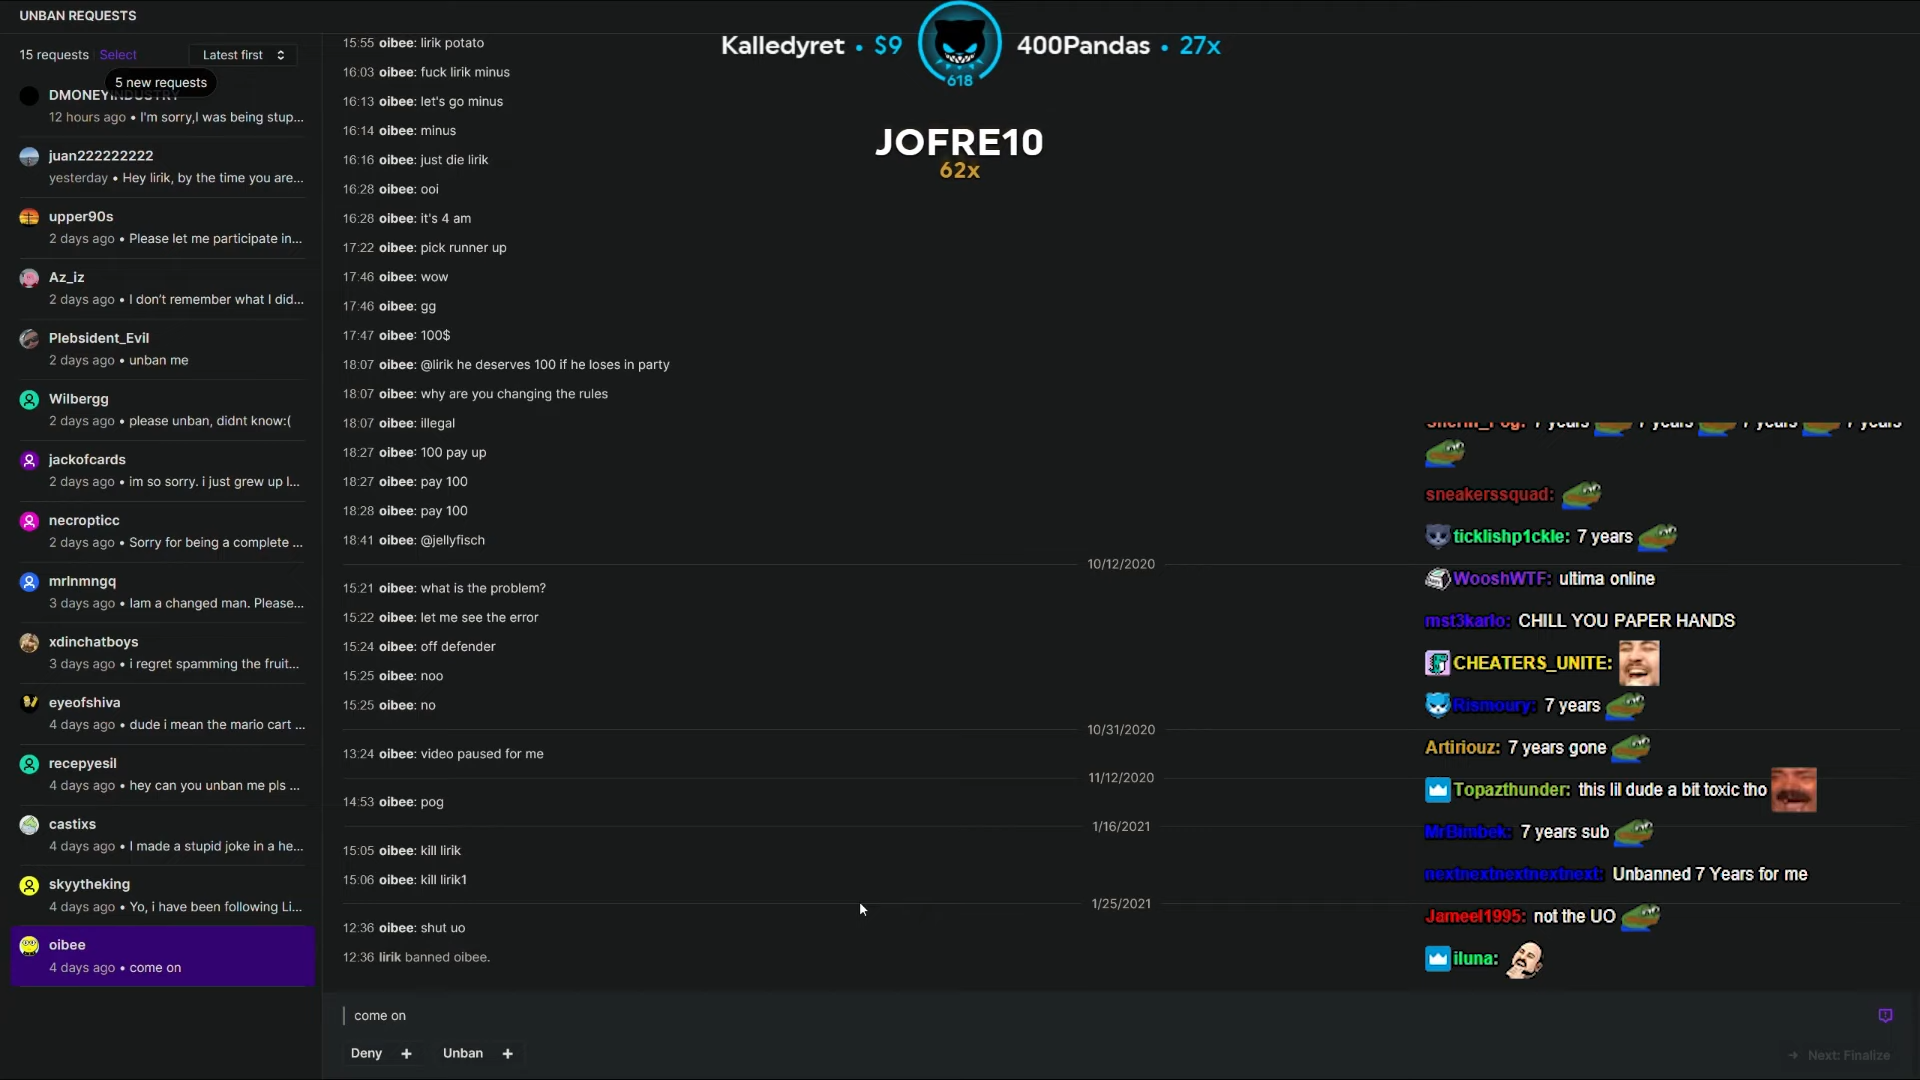 UNBAN REQUESTS
15 requests Select Latest first
5 new requests
DMONEYINDUSTRY
12 hours ago • I'm sorry,I was being stup...
juan222222222
yesterday • Hey lirik, by the time you are...
upper90s
2 days ago • Please let me participate in...
Az_iz
2 days ago • I don't remember what I did...
Plebsident_Evil
2 days ago • unban me
Wilbergg
2 days ago • please unban, didnt know:(
jackofcards
2 days ago • im so sorry. i just grew up l...
necropticc
2 days ago • Sorry for being a complete ...
mrlnmngq
3 days ago • Iam a changed man. Please...
xdinchatboys
3 days ago • i regret spamming the fruit...
eyeofshiva
4 days ago • dude i mean the mario cart ...
recepyesil
4 days ago • hey can you unban me pls ...
castixs
4 days ago • I made a stupid joke in a he...
skyytheking
4 days ago • Yo, i have been following Li...
oibee
4 days ago • come on
15:55 oibee: lirik potato
16:03 oibee: fuck lirik minus
16:13 oibee: let's go minus
16:14 oibee: minus
16:16 oibee: just die lirik
16:28 oibee: ooi
16:28 oibee: it's 4 am
17:22 oibee: pick runner up
17:46 oibee: wow
17:46 oibee: gg
17:47 oibee: 100$
18:07 oibee: @lirik he deserves 100 if he loses in party
18:07 oibee: why are you changing the rules
18:07 oibee: illegal
18:27 oibee: 100 pay up
18:27 oibee: pay 100
18:28 oibee: pay 100
18:41 oibee: @jellyfisch
10/12/2020
15:21 oibee: what is the problem?
15:22 oibee: let me see the error
15:24 oibee: off defender
15:25 oibee: noo
15:25 oibee: no
10/31/2020
13:24 oibee: video paused for me
11/12/2020
14:53 oibee: pog
1/16/2021
15:05 oibee: kill lirik
15:06 oibee: kill lirik1
1/25/2021
12:36 oibee: shut uo
12:36 lirik banned oibee.
come on
Deny + Unban +
→ Next: Finalize
Kalledyret • $9
618
400Pandas • 27x
JOFRE10
62x
7 years 7 years 7 years 7 years
sneakerssquad:
ticklishp1ckle: 7 years
WooshWTF: ultima online
mst3karlo: CHILL YOU PAPER HANDS
CHEATERS_UNITE:
Rismoury: 7 years
Artiriouz: 7 years gone
Topazthunder: this lil dude a bit toxic tho
MrBimbek: 7 years sub
nextnextnextnextnext: Unbanned 7 Years for me
Jameel1995: not the UO
iluna: